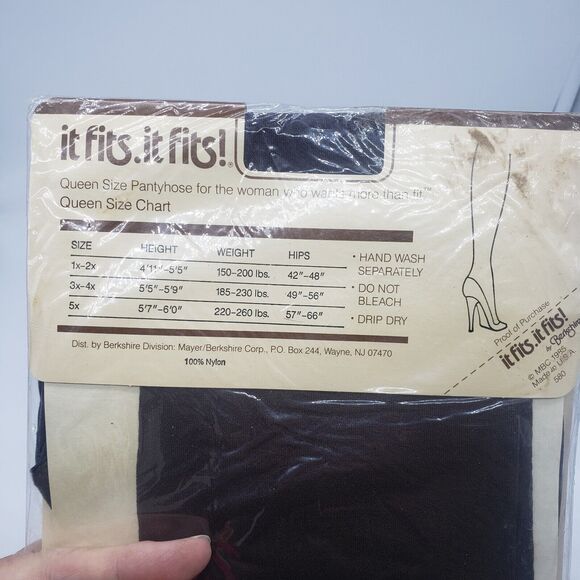 it fits.it fits!®
Queen Size Pantyhose for the woman who wants more than fit™
Queen Size Chart
SIZE HEIGHT WEIGHT HIPS
1x-2x 4'11"-5'5" 150-200 lbs. 42"-48"
3x-4x 5'5"-5'9" 185-230 lbs. 49"-56"
5x 5'7"-6'0" 220-260 lbs. 57"-66"
• HAND WASH
SEPARATELY
• DO NOT
BLEACH
• DRIP DRY
Dist. by Berkshire Division: Mayer/Berkshire Corp., P.O. Box 244, Wayne, NJ 07470
100% Nylon
Proof of Purchase
it fits.it fits!
by Berkshire
© MBC 1985
Made in U.S.A.
580